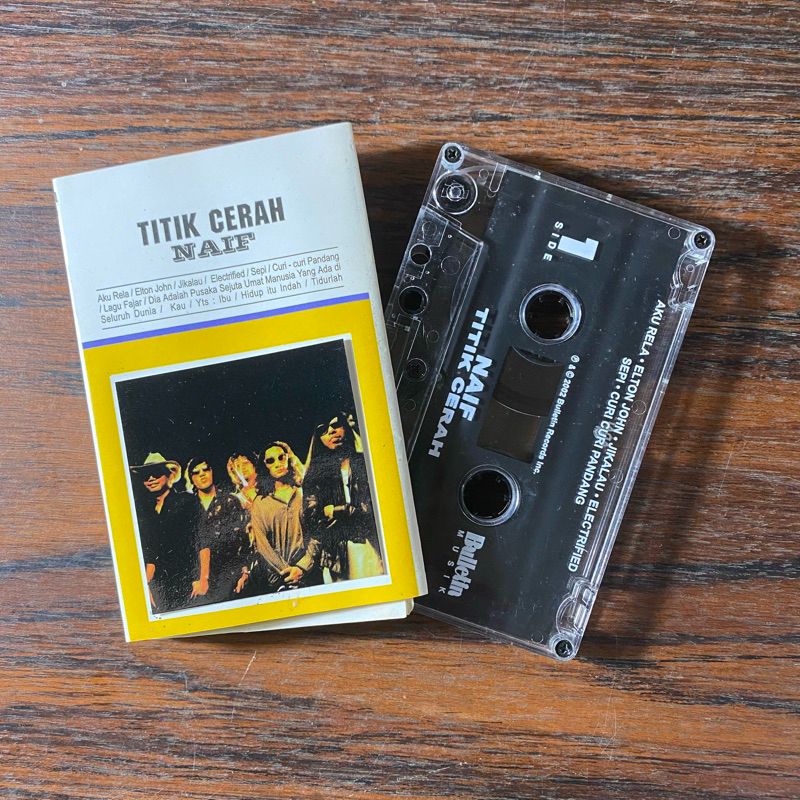 TITIK CERAH
NAIF
Aku Rela / Elton John / Jikalau / Electrified / Sepi / Curi - curi Pandang
/ Lagu Fajar / Dia Adalah Pusaka Sejuta Umat Manusia Yang Ada di
Seluruh Dunia / Kau / Yts : Ibu / Hidup itu Indah / Tidurlah
SIDE
1
AKU RELA • ELTON JOHN • JIKALAU • ELECTRIFIED
SEPI • CURI CURI PANDANG
℗ & © 2002 Bulletin Records Inc.
NAIF
TITIK CERAH
Bulletin
MUSIK